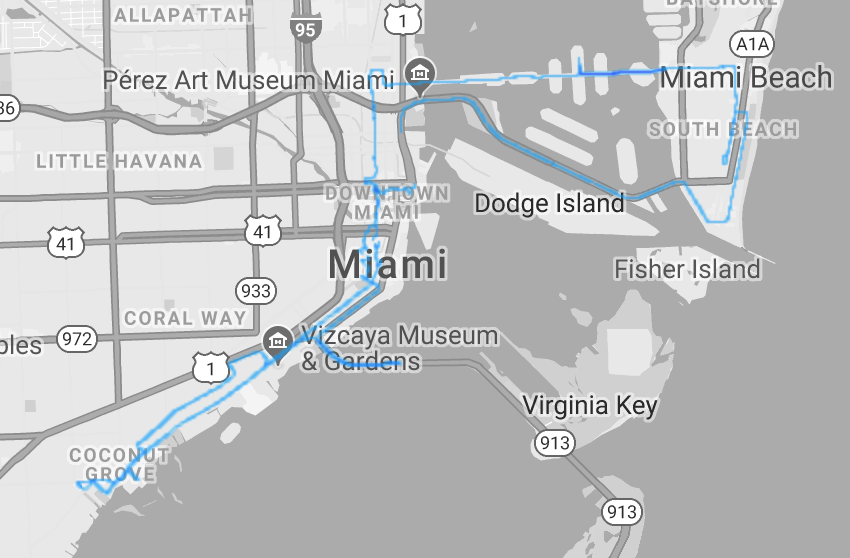 BAYSHORE
ALLAPATTAH
1
95
A1A
Pérez Art Museum Miami
Miami Beach
36
SOUTH BEACH
LITTLE HAVANA
DOWNTOWN
MIAMI
Dodge Island
41
41
Miami
Fisher Island
933
CORAL WAY
972
bles
Vizcaya Museum
& Gardens
1
Virginia Key
913
COCONUT
GROVE
913